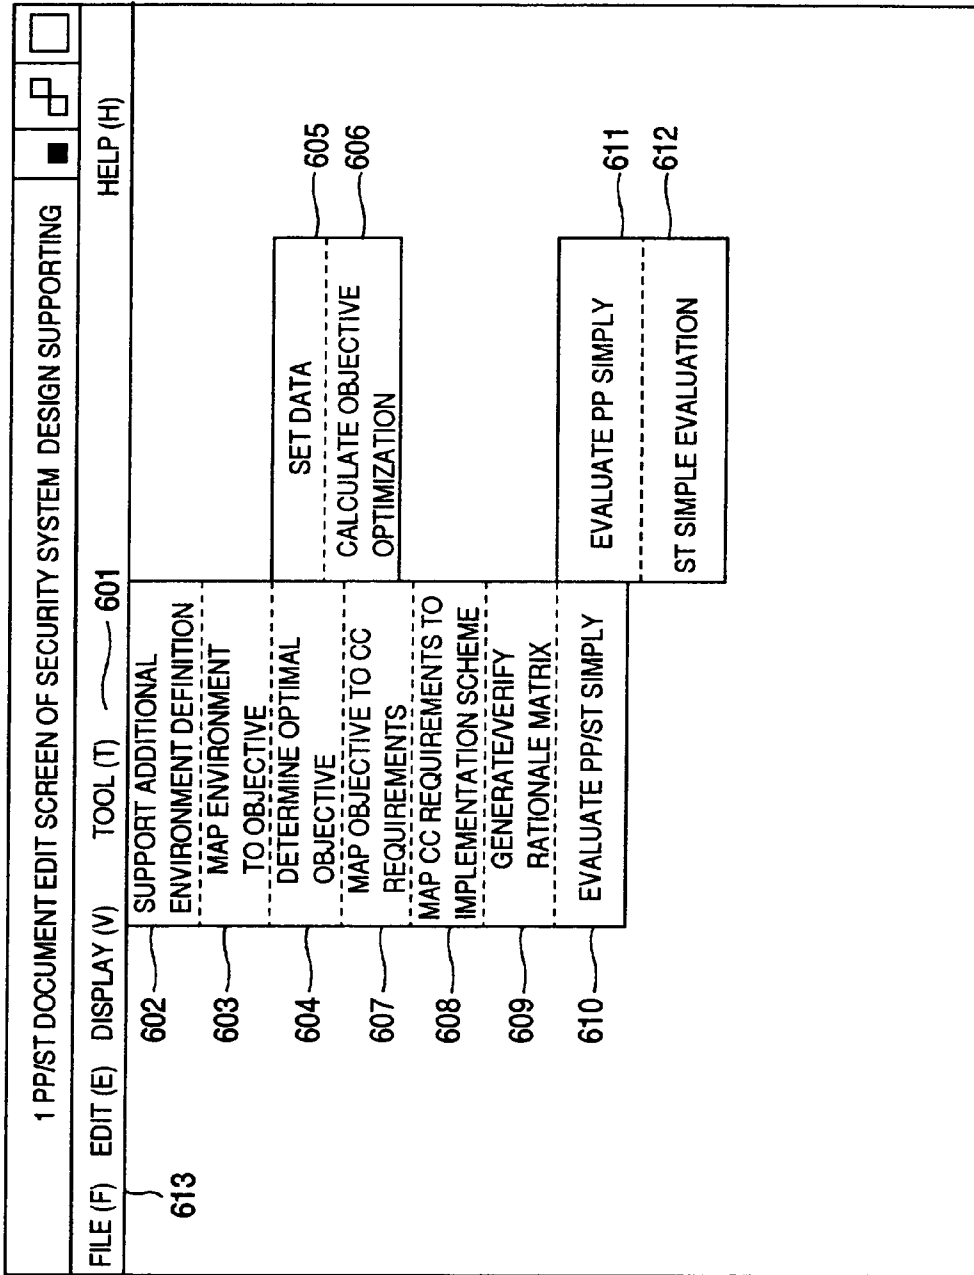 1 PP/ST DOCUMENT EDIT SCREEN OF SECURITY SYSTEM DESIGN SUPPORTING
FILE (F) EDIT (E) DISPLAY (V) TOOL (T) HELP (H)
601
613
602
SUPPORT ADDITIONAL
ENVIRONMENT DEFINITION
603
MAP ENVIRONMENT
TO OBJECTIVE
604
DETERMINE OPTIMAL
OBJECTIVE
SET DATA
605
CALCULATE OBJECTIVE
OPTIMIZATION
606
607
MAP OBJECTIVE TO CC
REQUIREMENTS
608
MAP CC REQUIREMENTS TO
IMPLEMENTATION SCHEME
609
GENERATE/VERIFY
RATIONALE MATRIX
610
EVALUATE PP/ST SIMPLY
EVALUATE PP SIMPLY
611
ST SIMPLE EVALUATION
612